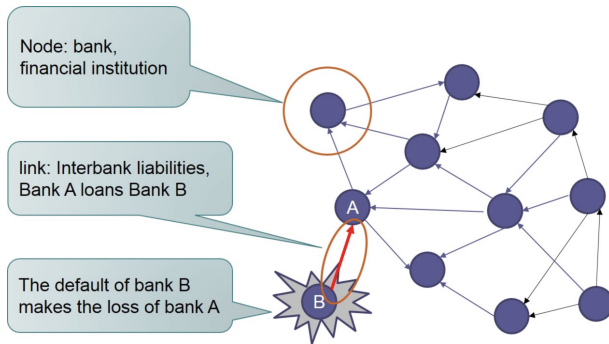 Node: bank,
financial institution
link: Interbank liabilities,
Bank A loans Bank B
A
The default of bank B
makes the loss of bank A
B